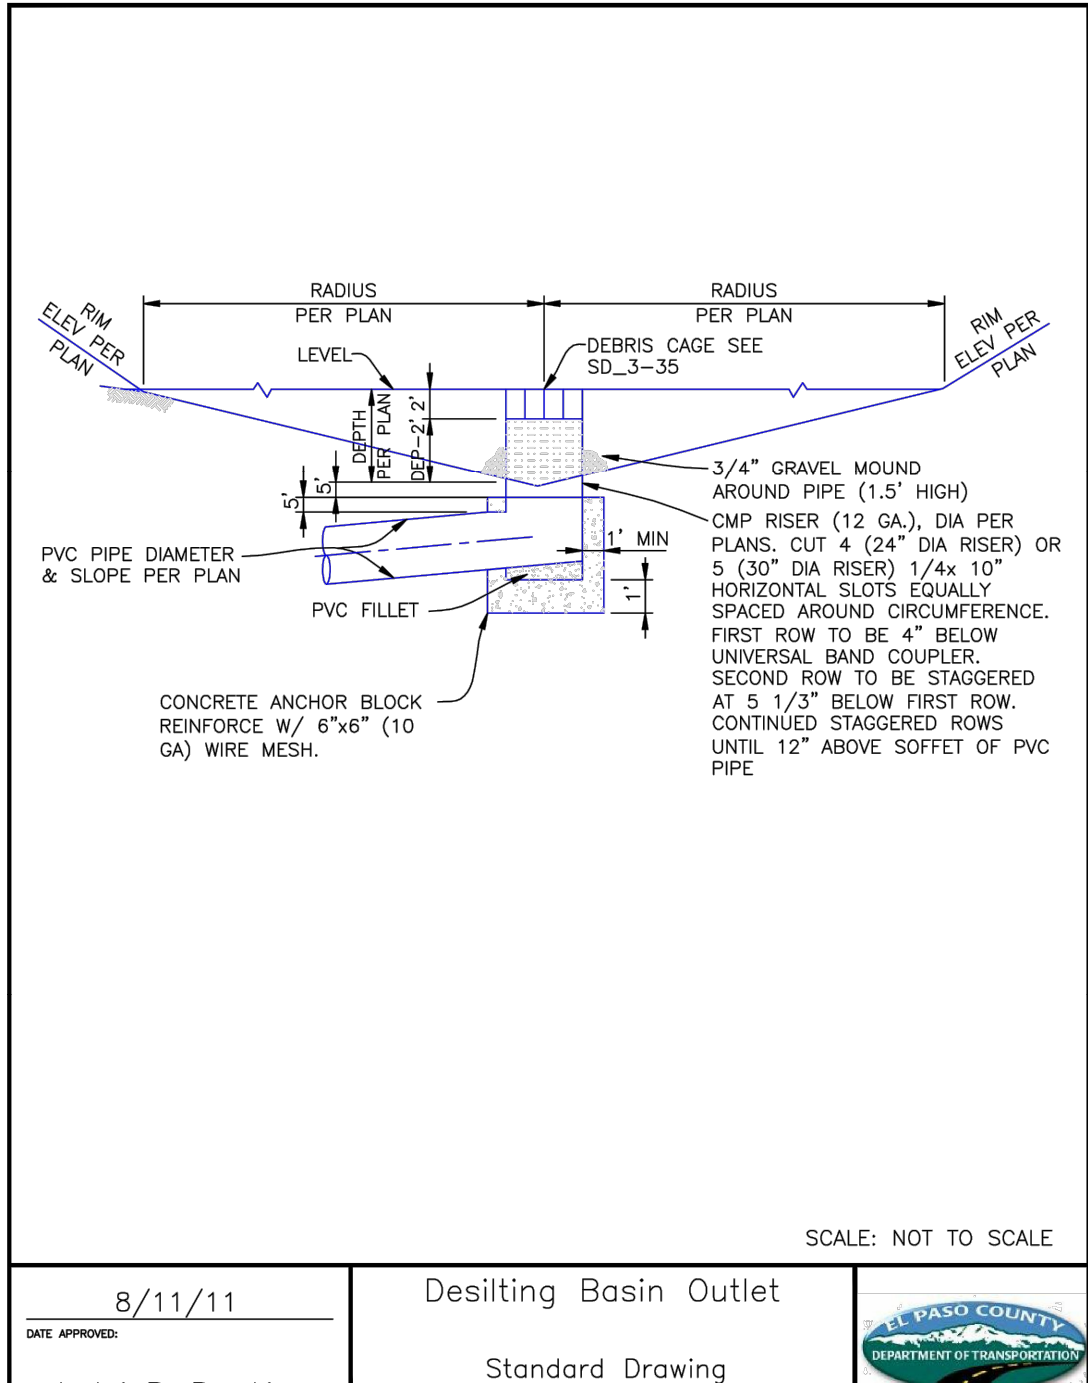 RADIUS
PER PLAN
RADIUS
PER PLAN
RIM
ELEV PER
PLAN
RIM
ELEV PER
PLAN
LEVEL
DEBRIS CAGE SEE
SD_3-35
DEPTH
PER PLAN
DEP-2'
2'
5'
5'
3/4" GRAVEL MOUND
AROUND PIPE (1.5' HIGH)
CMP RISER (12 GA.), DIA PER
PLANS. CUT 4 (24" DIA RISER) OR
5 (30" DIA RISER) 1/4x 10"
HORIZONTAL SLOTS EQUALLY
SPACED AROUND CIRCUMFERENCE.
FIRST ROW TO BE 4" BELOW
UNIVERSAL BAND COUPLER.
SECOND ROW TO BE STAGGERED
AT 5 1/3" BELOW FIRST ROW.
CONTINUED STAGGERED ROWS
UNTIL 12" ABOVE SOFFET OF PVC
PIPE
1' MIN
1'
PVC PIPE DIAMETER
& SLOPE PER PLAN
PVC FILLET
CONCRETE ANCHOR BLOCK
REINFORCE W/ 6"x6" (10
GA) WIRE MESH.
SCALE: NOT TO SCALE
8/11/11
DATE APPROVED:
Desilting Basin Outlet
Standard Drawing
EL PASO COUNTY
DEPARTMENT OF TRANSPORTATION